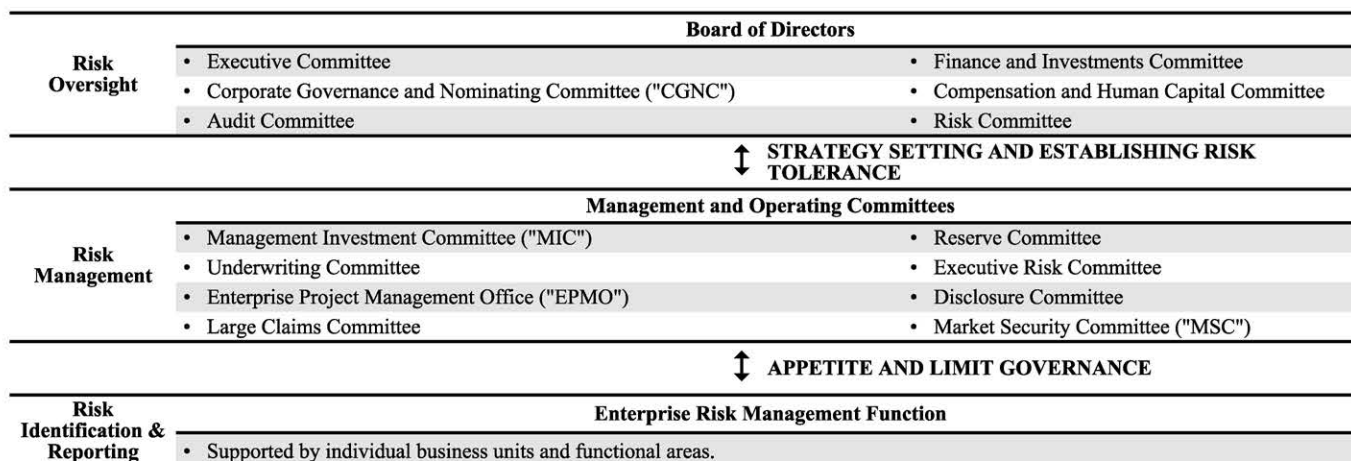 Board of Directors
Risk
Oversight
• Executive Committee
• Finance and Investments Committee
• Corporate Governance and Nominating Committee ("CGNC")
• Compensation and Human Capital Committee
• Audit Committee
• Risk Committee
↕ STRATEGY SETTING AND ESTABLISHING RISK
TOLERANCE
Management and Operating Committees
Risk
Management
• Management Investment Committee ("MIC")
• Reserve Committee
• Underwriting Committee
• Executive Risk Committee
• Enterprise Project Management Office ("EPMO")
• Disclosure Committee
• Large Claims Committee
• Market Security Committee ("MSC")
↕ APPETITE AND LIMIT GOVERNANCE
Risk
Identification &
Reporting
Enterprise Risk Management Function
• Supported by individual business units and functional areas.